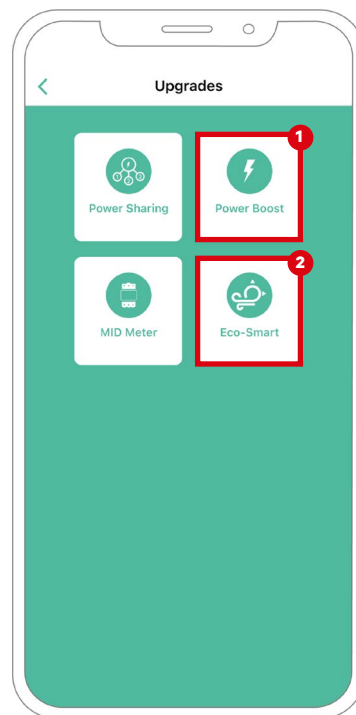 Upgrades
1
Power Sharing
Power Boost
2
MID Meter
Eco-Smart